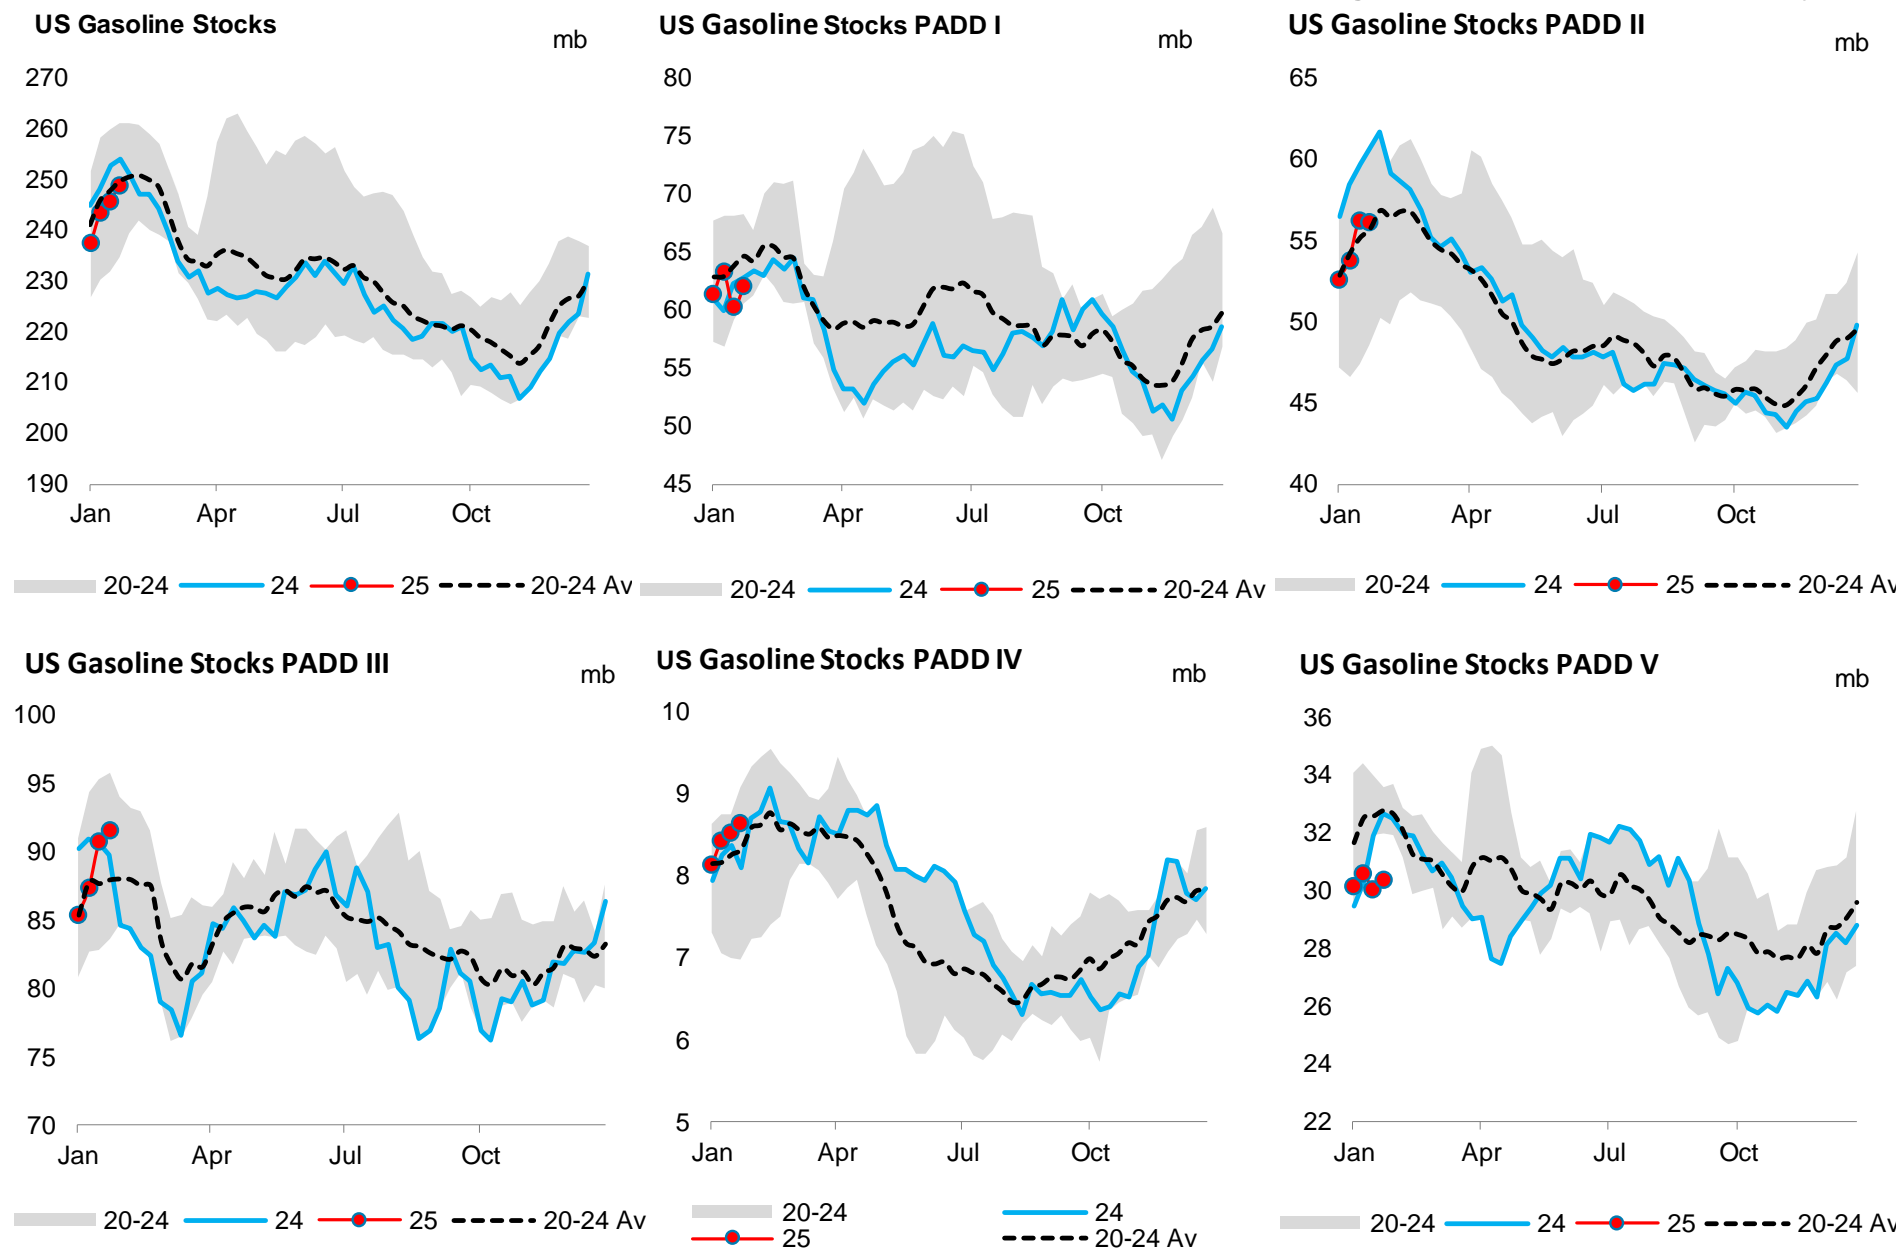 US Gasoline Stocks
mb
270
260
250
240
230
220
210
200
190
Jan Apr Jul Oct
20-24 24 25 20-24 Av
US Gasoline Stocks PADD I
mb
80
75
70
65
60
55
50
45
Jan Apr Jul Oct
20-24 24 25 20-24 Av
US Gasoline Stocks PADD II
mb
65
60
55
50
45
40
Jan Apr Jul Oct
20-24 24 25 20-24 Av
US Gasoline Stocks PADD III
mb
100
95
90
85
80
75
70
Jan Apr Jul Oct
20-24 24 25 20-24 Av
US Gasoline Stocks PADD IV
mb
10
9
8
7
6
5
Jan Apr Jul Oct
20-24 24
25 20-24 Av
US Gasoline Stocks PADD V
mb
36
34
32
30
28
26
24
22
Jan Apr Jul Oct
20-24 24 25 20-24 Av